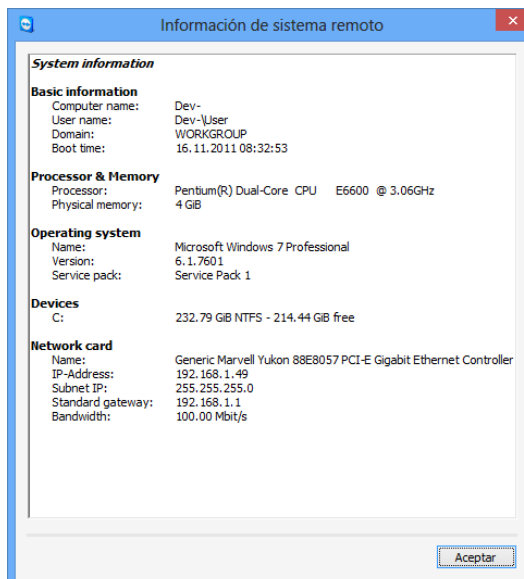 Información de sistema remoto
System information
Basic information
Computer name: Dev-
User name: Dev-\User
Domain: WORKGROUP
Boot time: 16.11.2011 08:32:53
Processor & Memory
Processor: Pentium(R) Dual-Core CPU E6600 @ 3.06GHz
Physical memory: 4 GiB
Operating system
Name: Microsoft Windows 7 Professional
Version: 6.1.7601
Service pack: Service Pack 1
Devices
C: 232.79 GiB NTFS - 214.44 GiB free
Network card
Name: Generic Marvell Yukon 88E8057 PCI-E Gigabit Ethernet Controller
IP-Address: 192.168.1.49
Subnet IP: 255.255.255.0
Standard gateway: 192.168.1.1
Bandwidth: 100.00 Mbit/s
Aceptar